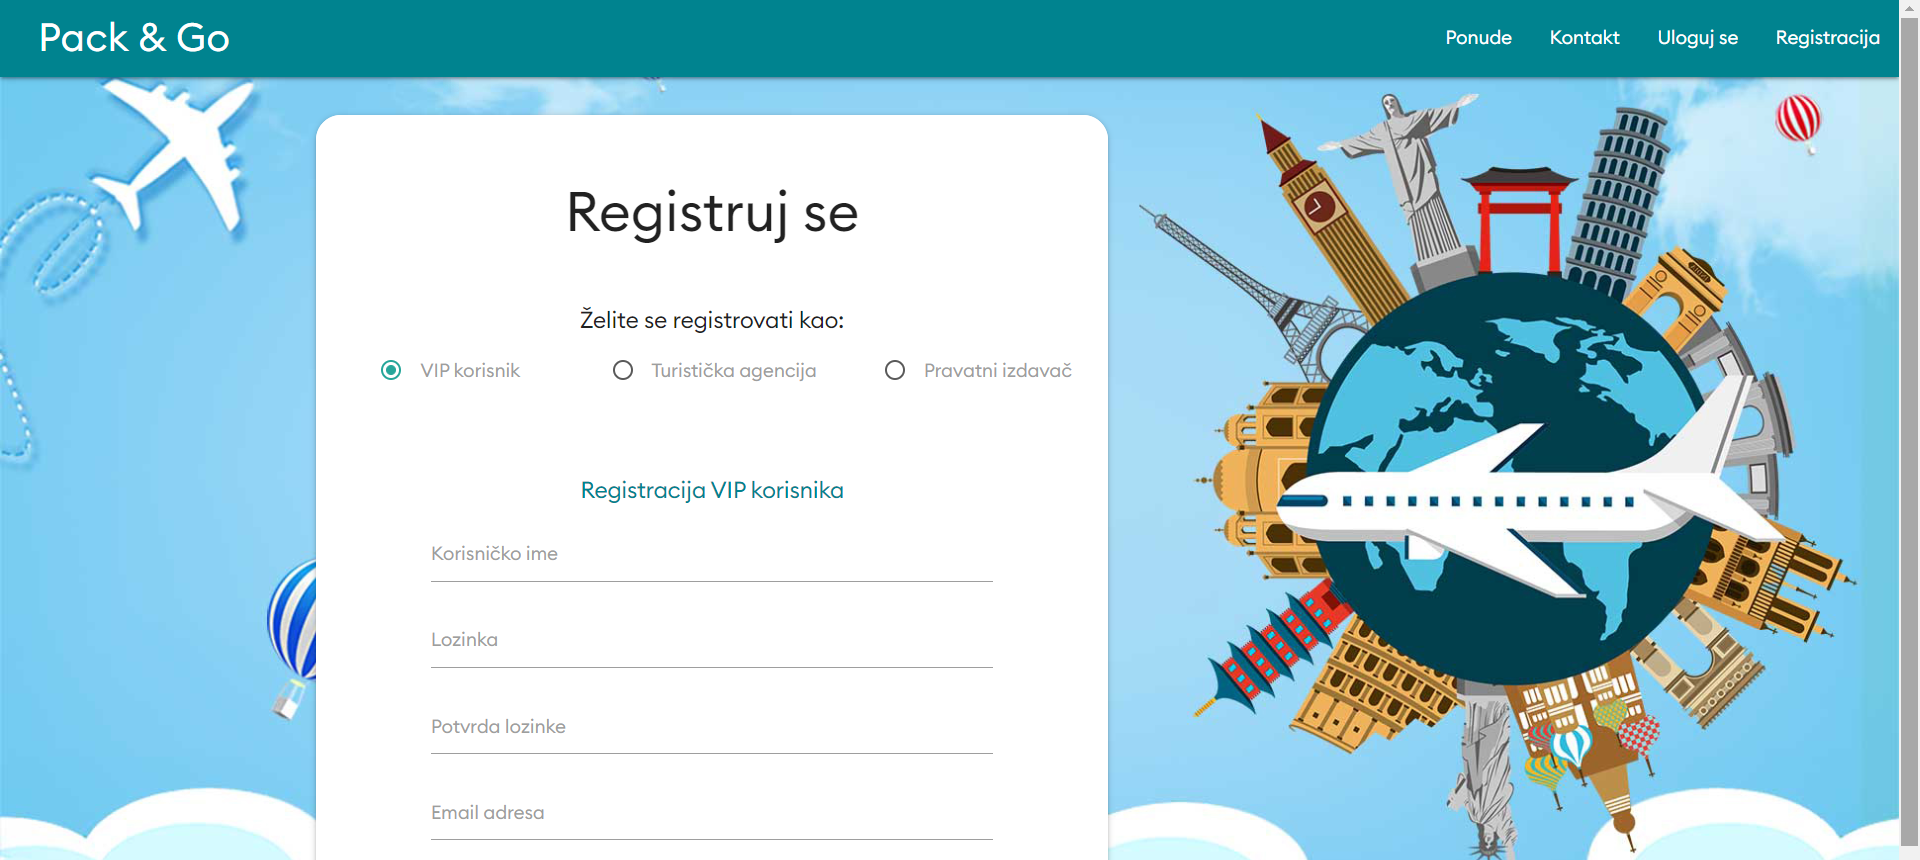 Pack & Go
Ponude Kontakt Uloguj se Registracija
Registruj se
Želite se registrovati kao:
VIP korisnik Turistička agencija Pravatni izdavač
Registracija VIP korisnika
Korisničko ime
Lozinka
Potvrda lozinke
Email adresa